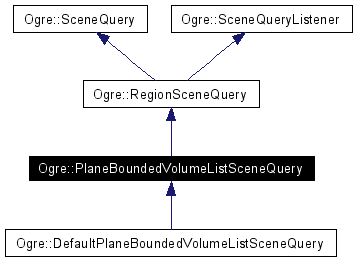 Ogre::SceneQuery
Ogre::SceneQueryListener
Ogre::RegionSceneQuery
Ogre::PlaneBoundedVolumeListSceneQuery
Ogre::DefaultPlaneBoundedVolumeListSceneQuery